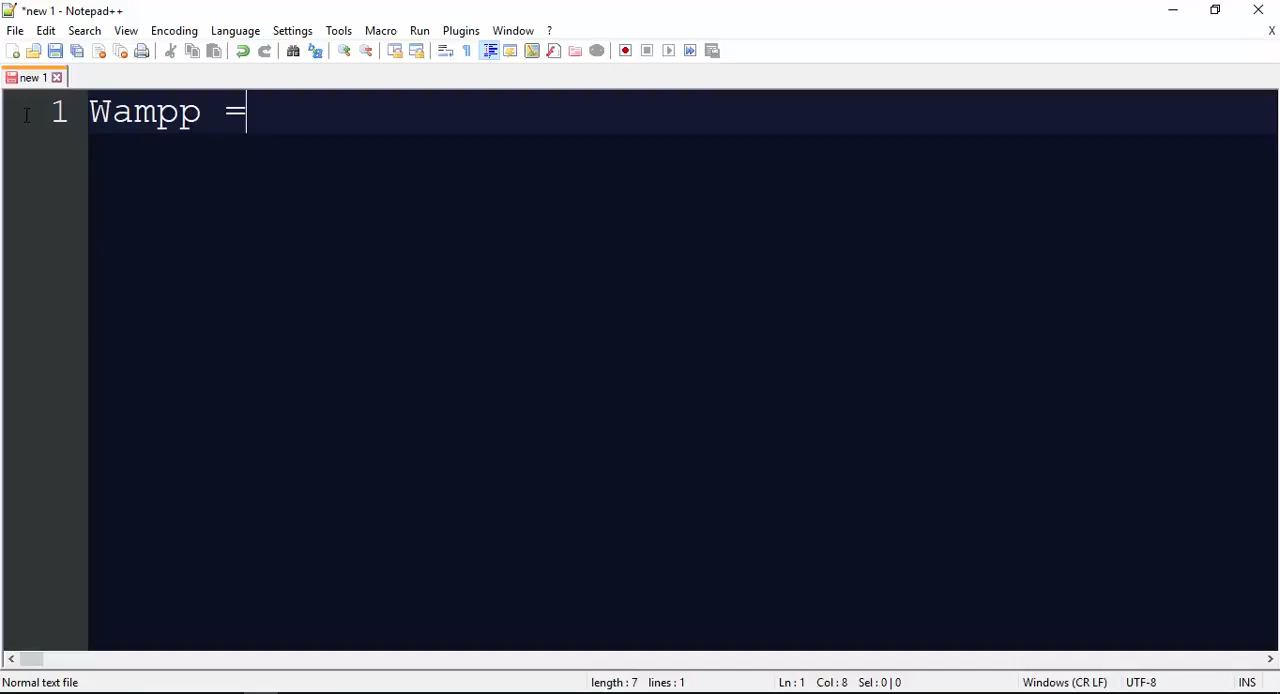 *new 1 - Notepad++
File Edit Search View Encoding Language Settings Tools Macro Run Plugins Window ? X
new 1
1 Wampp =
Normal text file length : 7 lines : 1 Ln : 1 Col : 8 Sel : 0 | 0 Windows (CR LF) UTF-8 INS